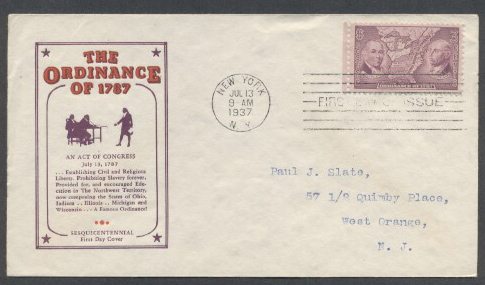 THE
ORDINANCE
OF 1787
AN ACT OF CONGRESS
July 13, 1787
. . . Establishing Civil and Religious
Liberty, Prohibiting Slavery forever,
Provided for, and encouraged Edu-
cation in The Northwest Territory,
now comprising the States of Ohio,
Indiana . . Illinois . . Michigan and
Wisconsin . . . A Famous Ordinance!
SESQUICENTENNIAL
First Day Cover
NEW YORK
JUL 13
9-AM
1937
N.Y.
FIRST DAY OF ISSUE
Paul J. Slate,
57 1/2 Quimby Place,
West Orange,
N. J.